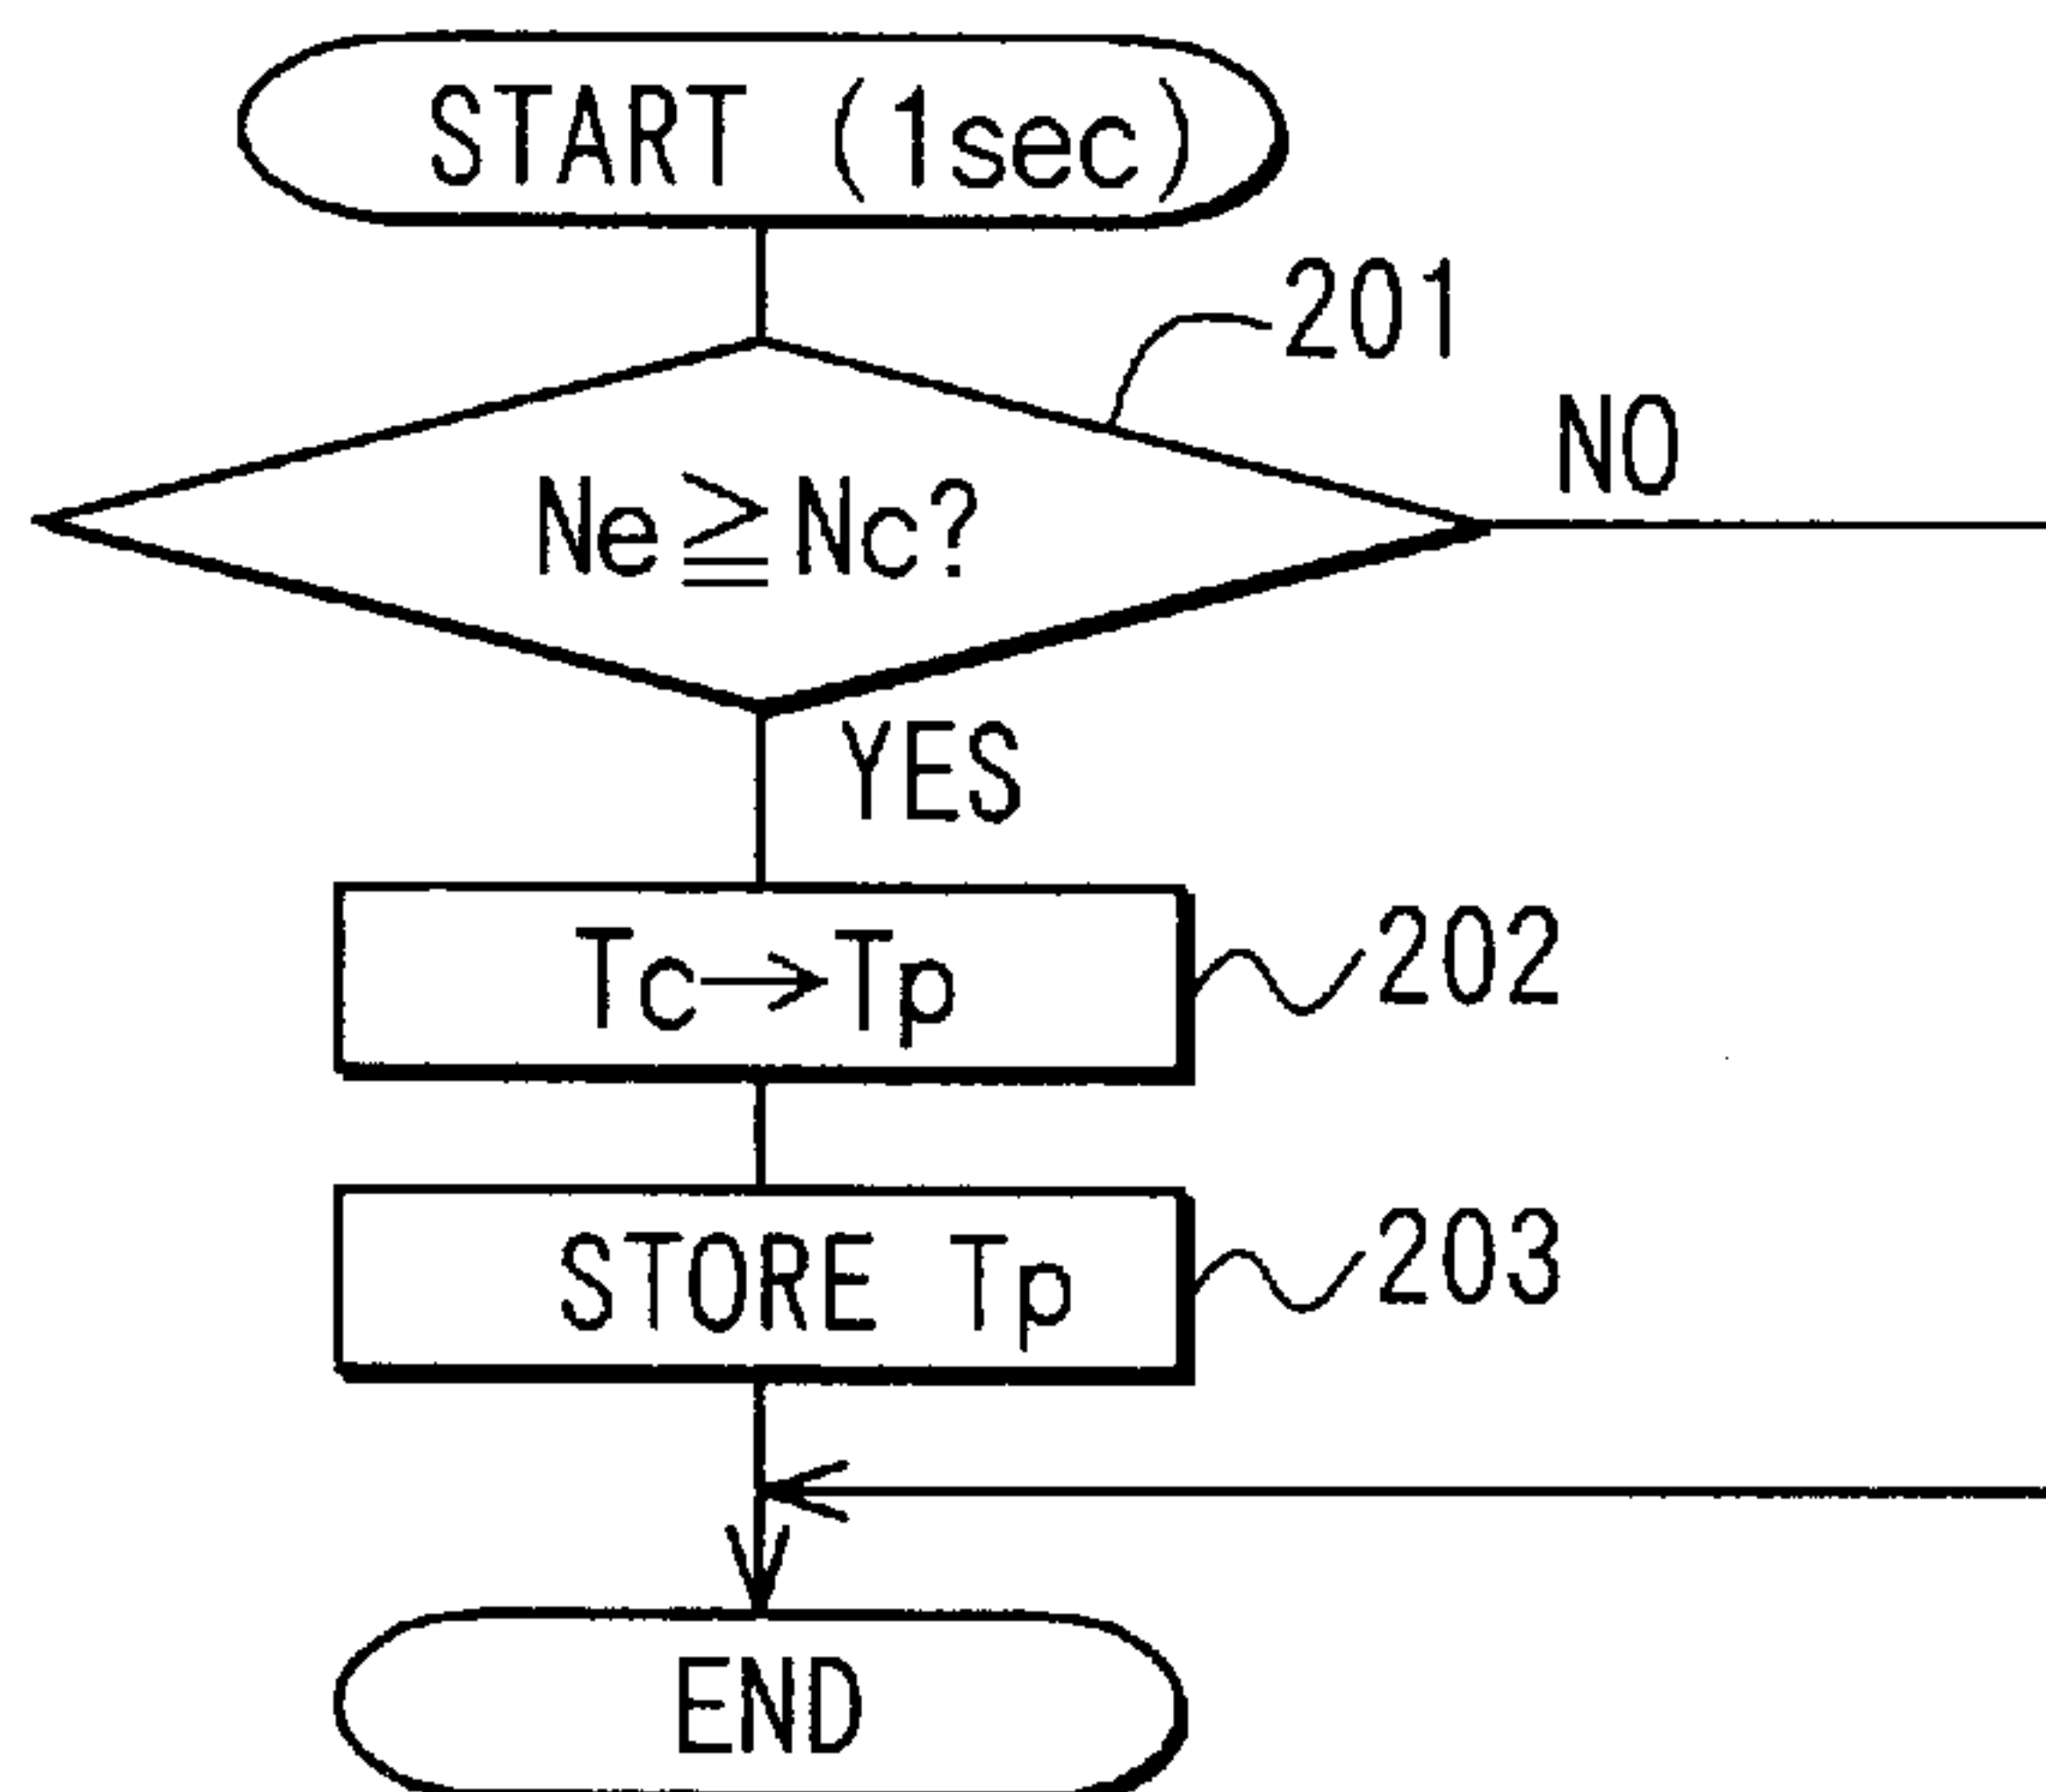 START (1sec)
201
NO
Ne≧Nc?
YES
Tc→Tp
202
STORE Tp
203
END